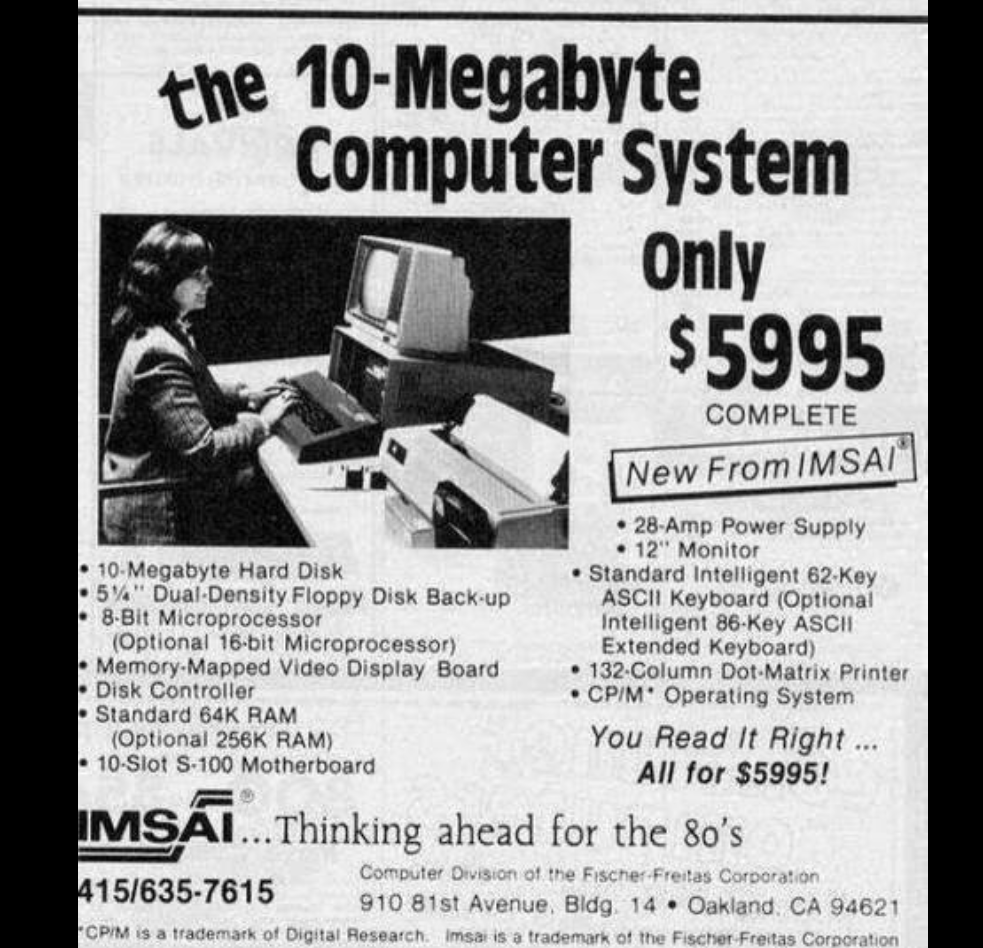 the 10-Megabyte
Computer System
Only
$5995
COMPLETE
New From IMSAI®
• 10-Megabyte Hard Disk
• 5¼" Dual-Density Floppy Disk Back-up
• 8-Bit Microprocessor
(Optional 16-bit Microprocessor)
• Memory-Mapped Video Display Board
• Disk Controller
• Standard 64K RAM
(Optional 256K RAM)
• 10-Slot S-100 Motherboard
• 28-Amp Power Supply
• 12" Monitor
• Standard Intelligent 62-Key
ASCII Keyboard (Optional
Intelligent 86-Key ASCII
Extended Keyboard)
• 132-Column Dot-Matrix Printer
• CP/M* Operating System
You Read It Right ...
All for $5995!
IMSAI® ...Thinking ahead for the 80's
415/635-7615
Computer Division of the Fischer-Freitas Corporation
910 81st Avenue, Bldg. 14 • Oakland, CA 94621
*CP/M is a trademark of Digital Research. Imsai is a trademark of the Fischer-Freitas Corporation